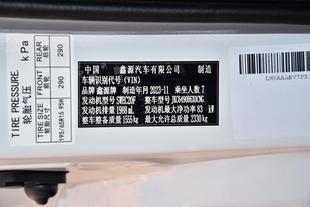 TIRE PRESSURE kPa
轮胎气压
SIZE FRONT REAR
尺寸 前轮 后轮
195/65R15 95H 290 290
中国 鑫源汽车有限公司 制造
车辆识别代号(VIN)
品牌 鑫源牌 制造年月 2023-11 乘坐人数 7
发动机型号 SWEC20F 整车型号
发动机排量 1988 mL 发动机最大净功率 83 kW
整车整备质量 1555 kg 最大允许总质量 2330 kg